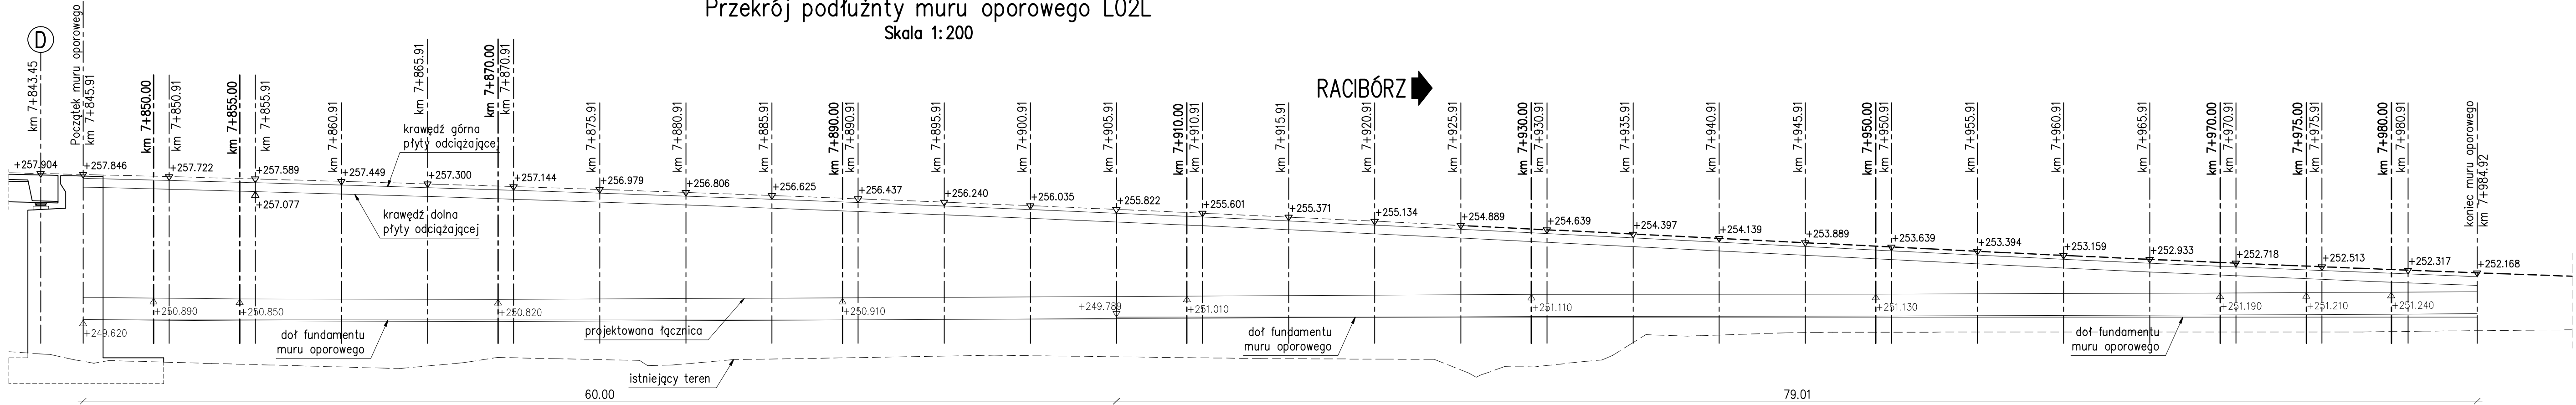 Przekrój podłużnty muru oporowego L02L
Skala 1:200
D
RACIBÓRZ
km 7+843.45
Połoczątek muru oporowego
km 7+845.91
km 7+850.00
km 7+850.91
km 7+855.00
km 7+855.91
km 7+860.91
km 7+865.91
km 7+870.00
km 7+870.91
km 7+875.91
km 7+880.91
km 7+885.91
km 7+890.00
km 7+890.91
km 7+895.91
km 7+900.91
km 7+905.91
km 7+910.00
km 7+910.91
km 7+915.91
km 7+920.91
km 7+925.91
km 7+930.00
km 7+930.91
km 7+935.91
km 7+940.91
km 7+945.91
km 7+950.00
km 7+950.91
km 7+955.91
km 7+960.91
km 7+965.91
km 7+970.00
km 7+970.91
km 7+975.00
km 7+975.91
km 7+980.00
km 7+980.91
koniec muru oporowego
km 7+984.92
krawędź górna
płyty odciążające
+257.904
+257.846
+257.722
+257.589
+257.449
+257.300
+257.144
+256.979
+256.806
+256.625
+256.437
+256.240
+256.035
+255.822
+255.601
+255.371
+255.134
+254.889
+254.639
+254.397
+254.139
+253.889
+253.639
+253.394
+253.159
+252.933
+252.718
+252.513
+252.317
+252.168
+257.077
krawędź dolna
płyty odciążającej
+249.620
+250.890
+250.850
+250.820
+250.910
+249.789
+251.010
+251.110
+251.130
+251.190
+251.210
+251.240
doł fundamentu
muru oporowego
projektowana łącznica
doł fundamentu
muru oporowego
doł fundamentu
muru oporowego
istniejący teren
60.00
79.01